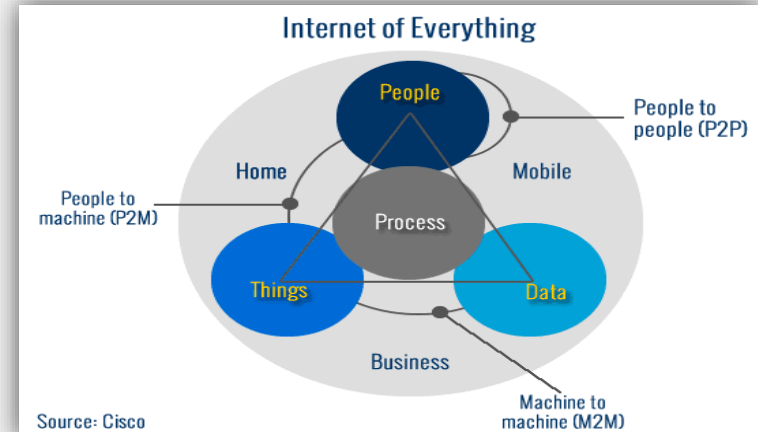 Internet of Everything
People
People to
people (P2P)
Home
Mobile
People to
machine (P2M)
Process
Things
Data
Business
Machine to
machine (M2M)
Source: Cisco